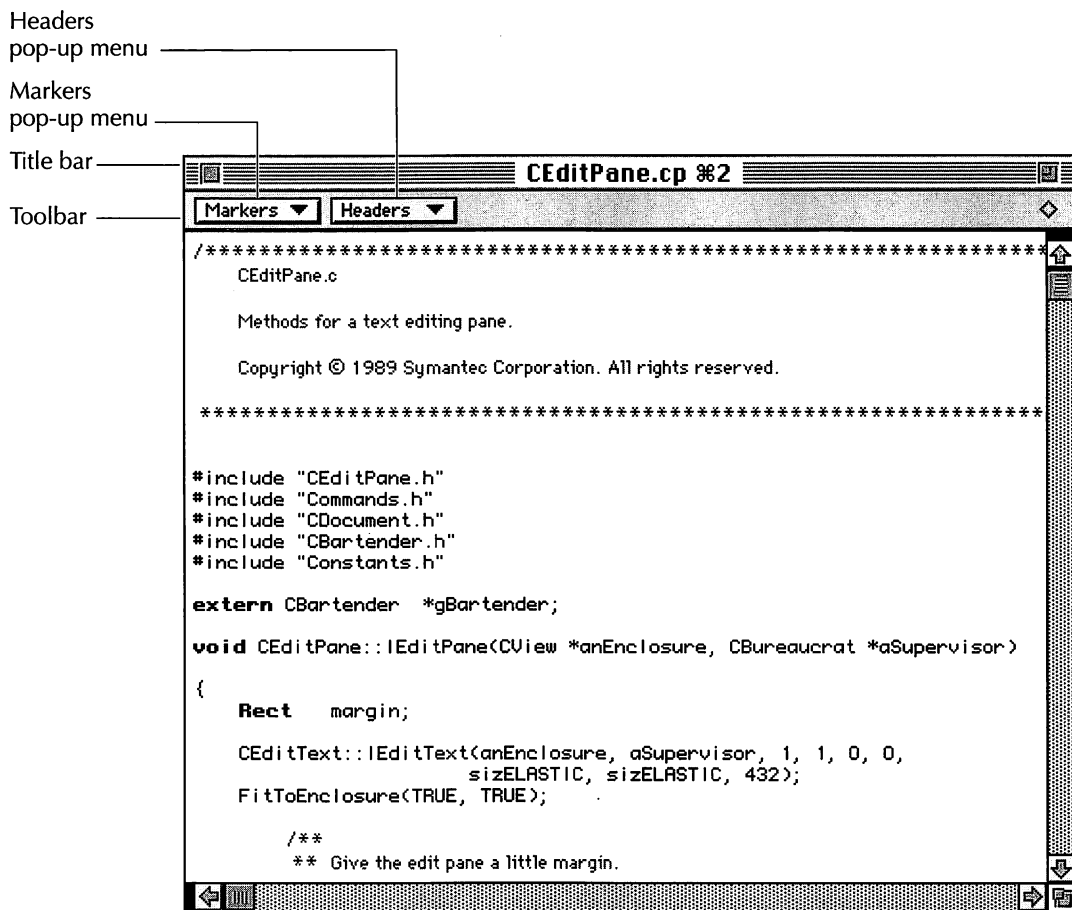 Headers
pop-up menu
Markers
pop-up menu
Title bar
Toolbar
CEditPane.cp ⌘2
Markers ▼ Headers ▼
/**************************************************************
CEditPane.c
Methods for a text editing pane.
Copyright © 1989 Symantec Corporation. All rights reserved.
**************************************************************
#include "CEditPane.h"
#include "Commands.h"
#include "CDocument.h"
#include "CBartender.h"
#include "Constants.h"
extern CBartender *gBartender;
void CEditPane::IEditPane(CView *anEnclosure, CBureaucrat *aSupervisor)
{
Rect margin;
CEditText::IEditText(anEnclosure, aSupervisor, 1, 1, 0, 0,
sizELASTIC, sizELASTIC, 432);
FitToEnclosure(TRUE, TRUE);
/**
** Give the edit pane a little margin.